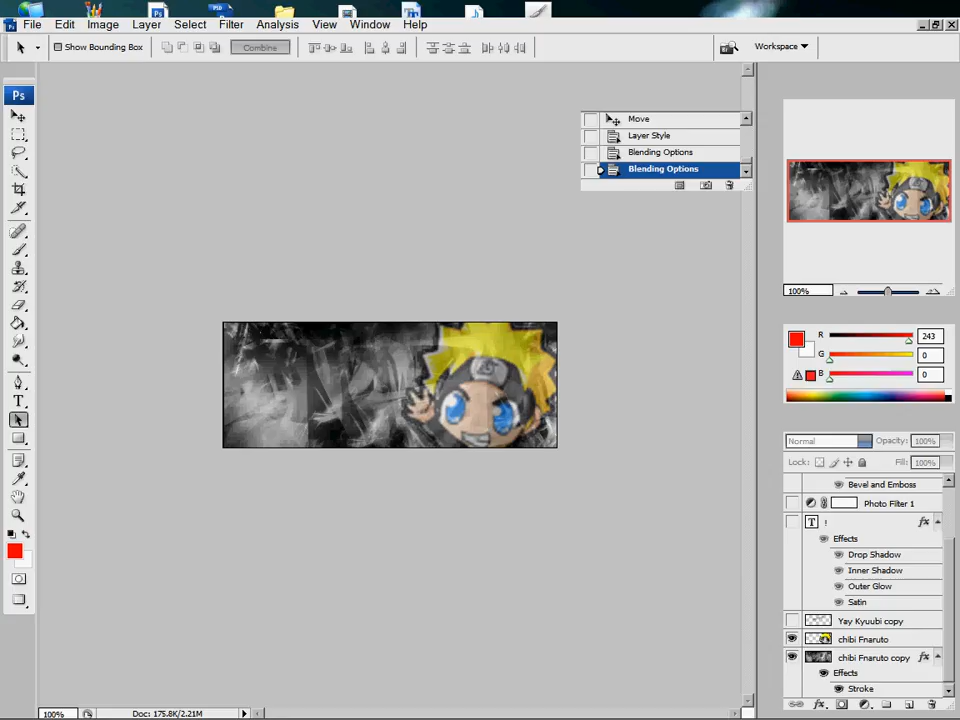 File Edit Image Layer Select Filter Analysis View Window Help
Show Bounding Box Combine Workspace
Ps
Move
Layer Style
Blending Options
Blending Options
100%
R 243
G 0
B 0
Normal Opacity: 100%
Lock: Fill: 100%
Bevel and Emboss
Photo Filter 1
T ! fx
Effects
Drop Shadow
Inner Shadow
Outer Glow
Satin
Yay Kyuubi copy
chibi Fnaruto
chibi Fnaruto copy fx
Effects
Stroke
100% Doc: 175.8K/2.21M